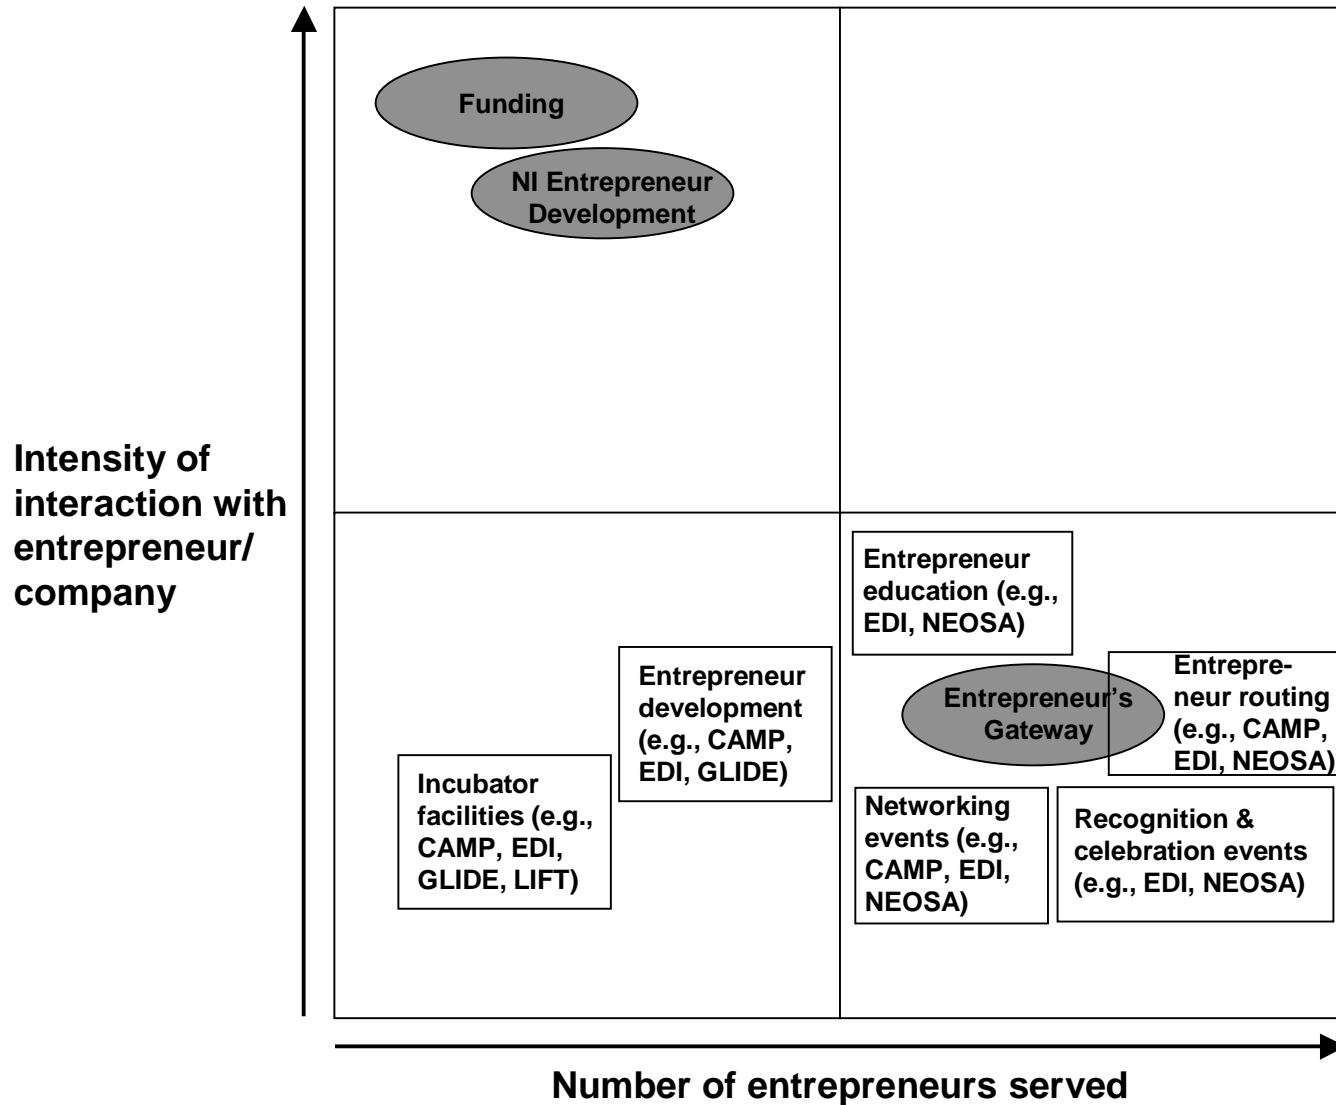 Funding
NI Entrepreneur
Development
Intensity of
interaction with
entrepreneur/
company
Entrepreneur
education (e.g.,
EDI, NEOSA)
Entrepreneur
development
(e.g., CAMP,
EDI, GLIDE)
Entrepreneur’s
Gateway
Entrepre-
neur routing
(e.g., CAMP,
EDI, NEOSA)
Incubator
facilities (e.g.,
CAMP, EDI,
GLIDE, LIFT)
Networking
events (e.g.,
CAMP, EDI,
NEOSA)
Recognition &
celebration events
(e.g., EDI, NEOSA)
Number of entrepreneurs served